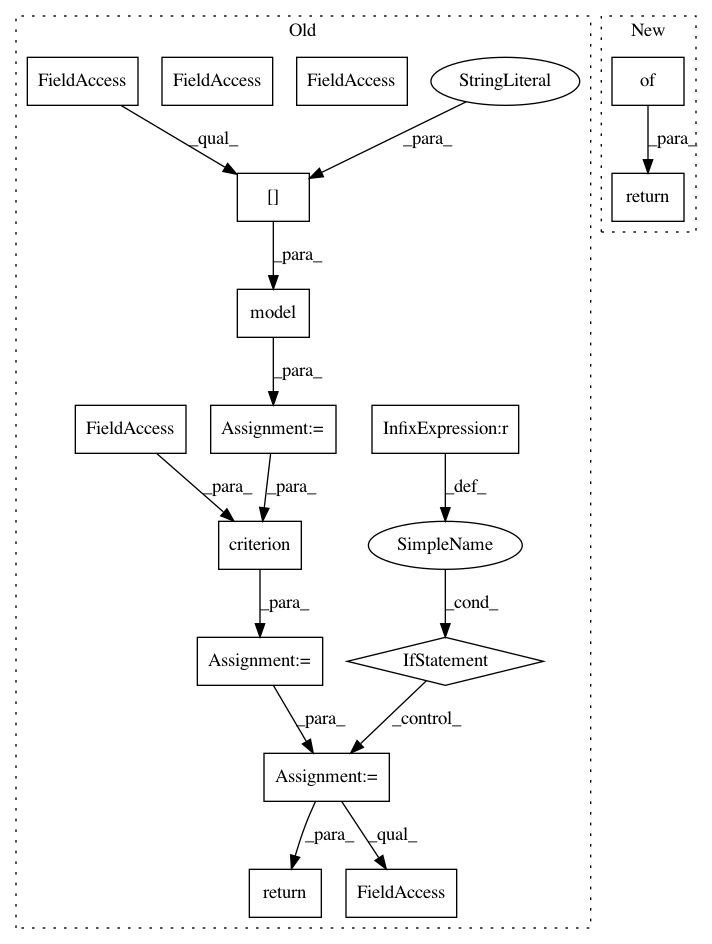 Old
New
FieldAccess
FieldAccess
FieldAccess
StringLiteral
of
_qual_
_para_
_para_
[]
return
_para_
model
_para_
FieldAccess
Assignment:=
InfixExpression:r
_para_
_para_
_def_
criterion
SimpleName
_para_
_cond_
Assignment:=
IfStatement
_para_
_control_
Assignment:=
_para_
_qual_
return
FieldAccess